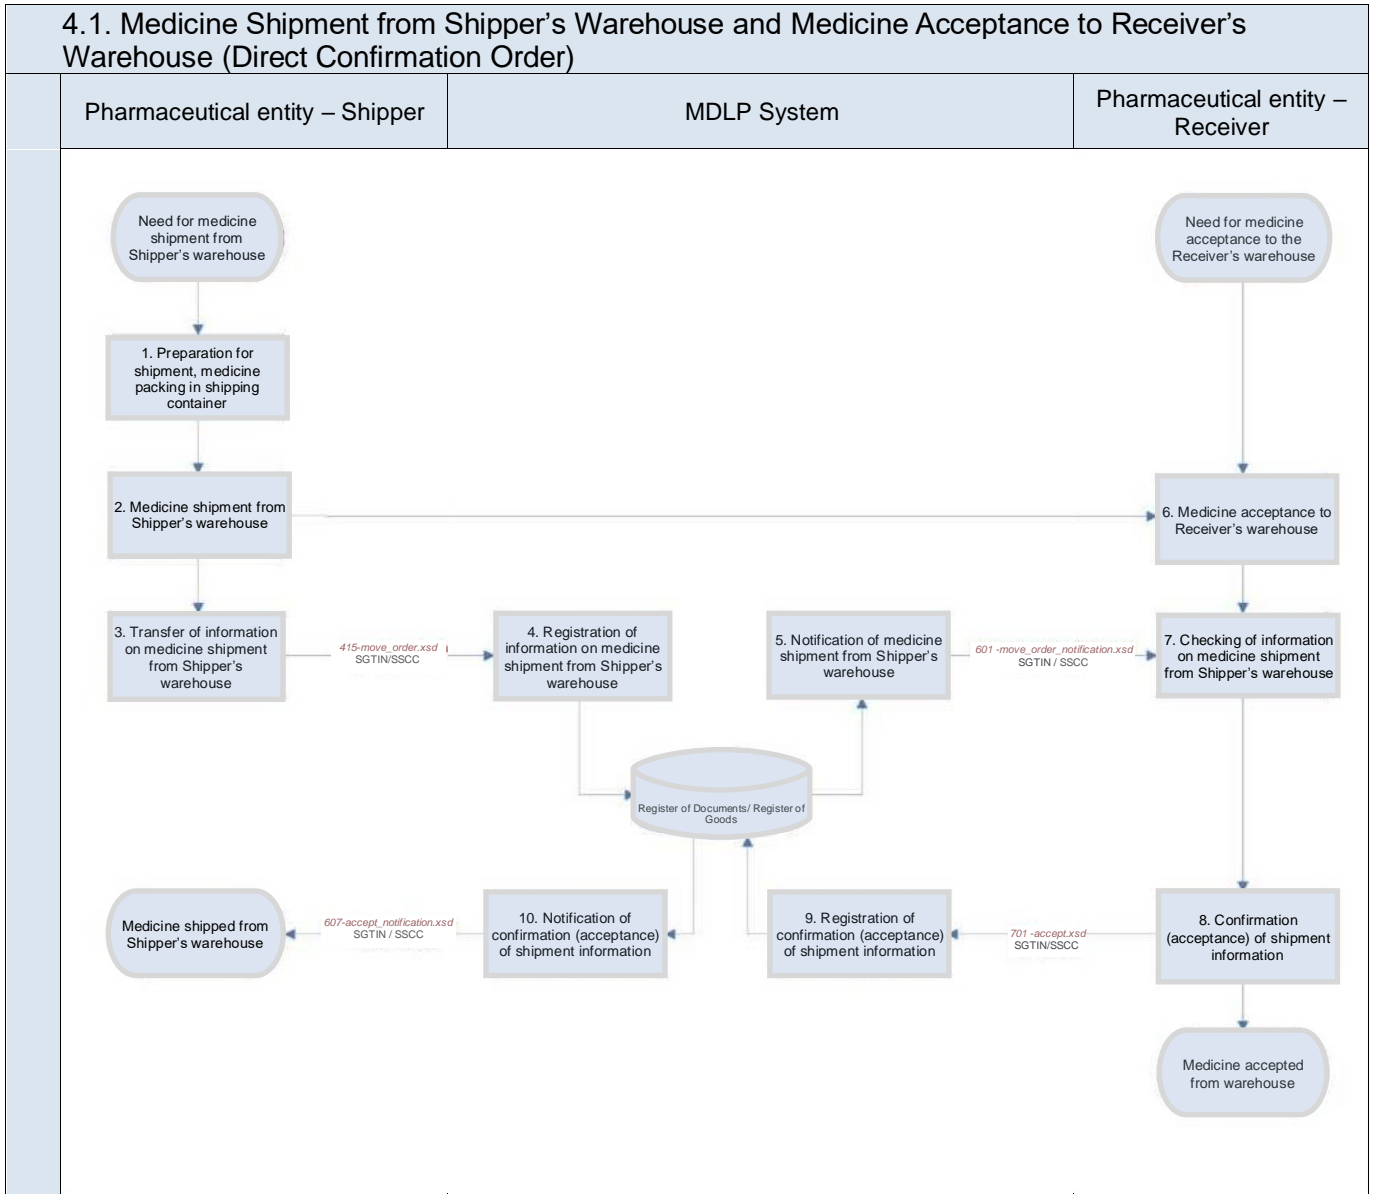 4.1. Medicine Shipment from Shipper's Warehouse and Medicine Acceptance to Receiver's
Warehouse (Direct Confirmation Order)
Pharmaceutical entity – Shipper
MDLP System
Pharmaceutical entity –
Receiver
Need for medicine
shipment from
Shipper's warehouse
Need for medicine
acceptance to the
Receiver's warehouse
1. Preparation for
shipment, medicine
packing in shipping
container
2. Medicine shipment from
Shipper's warehouse
6. Medicine acceptance to
Receiver's warehouse
3. Transfer of information
on medicine shipment
from Shipper's
warehouse
415-move_order.xsd
SGTIN/SSCC
4. Registration of
information on medicine
shipment from Shipper's
warehouse
5. Notification of medicine
shipment from Shipper's
warehouse
601 -move_order_notification.xsd
SGTIN / SSCC
7. Checking of information
on medicine shipment
from Shipper's warehouse
Register of Documents/ Register of
Goods
Medicine shipped from
Shipper's warehouse
607-accept_notification.xsd
SGTIN / SSCC
10. Notification of
confirmation (acceptance)
of shipment information
9. Registration of
confirmation (acceptance)
of shipment information
701 -accept.xsd
SGTIN/SSCC
8. Confirmation
(acceptance) of shipment
information
Medicine accepted
from warehouse